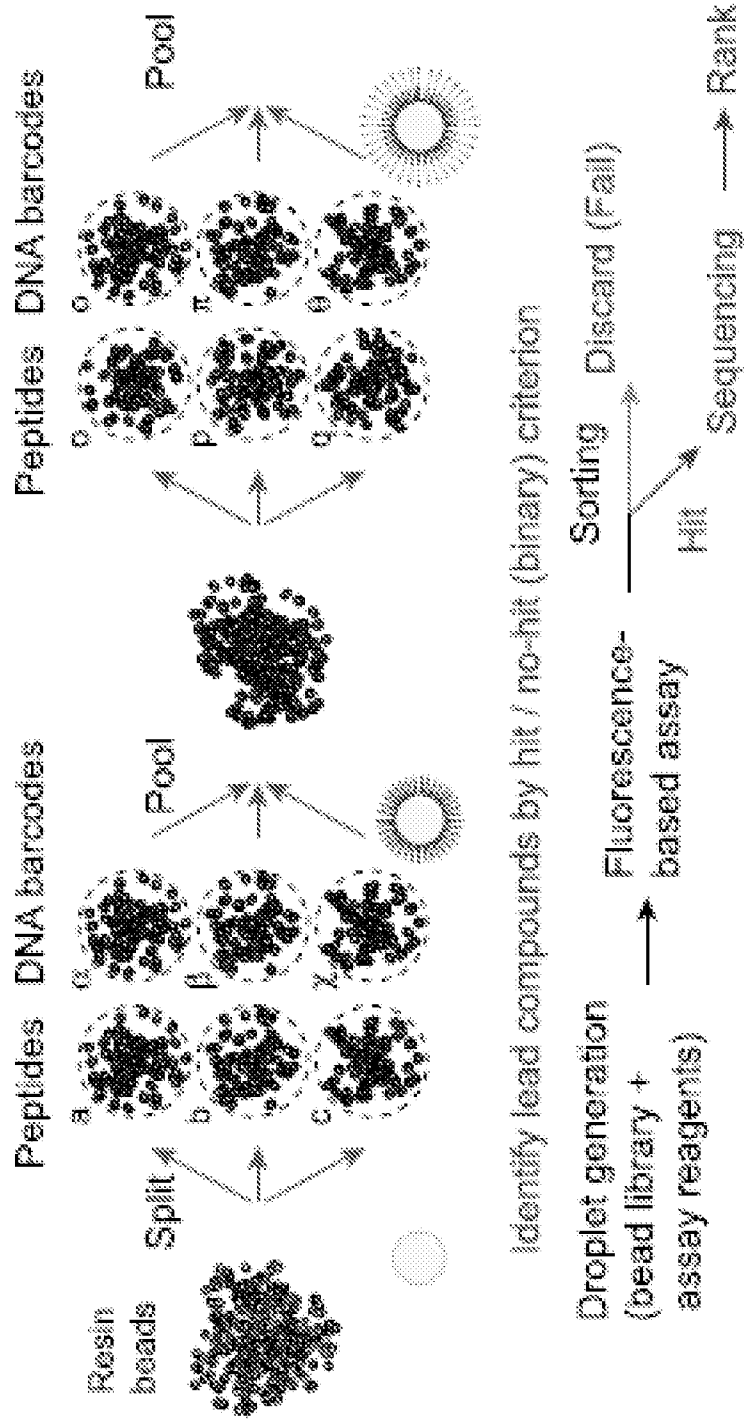 Resin
beads
Split
Peptides DNA barcodes
a α
b β
c χ
Pool
Peptides DNA barcodes
o o
p π
q θ
Pool
Identify lead compounds by hit / no-hit (binary) criterion
Droplet generation
(bead library +
assay reagents)
Fluorescence-
based assay
Sorting
Discard (Fail)
Hit
Sequencing
Rank